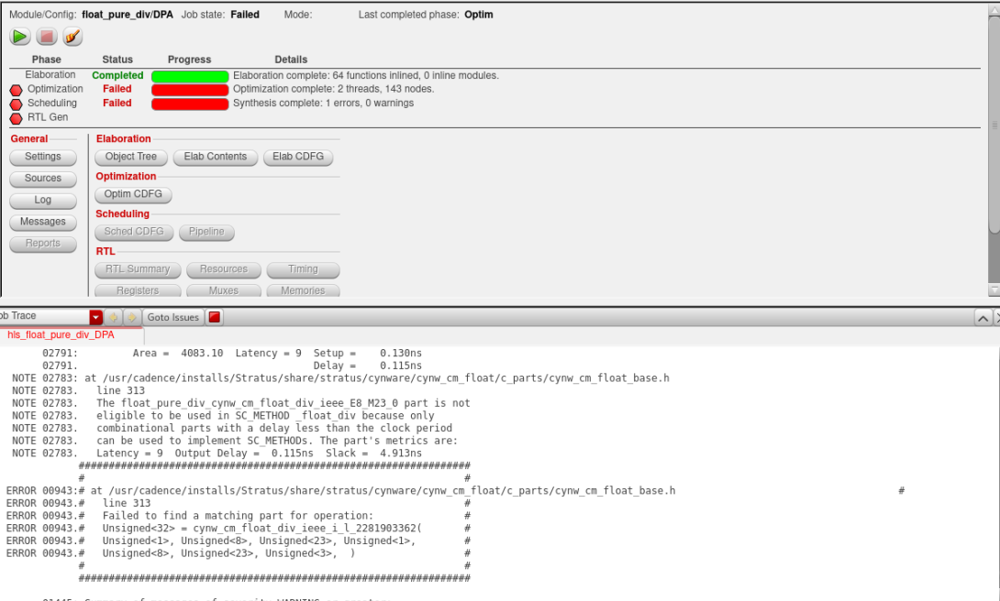 Module/Config: float_pure_div/DPA Job state: Failed Mode: Last completed phase: Optim
Phase Status Progress Details
Elaboration Completed Elaboration complete: 64 functions inlined, 0 inline modules.
Optimization Failed Optimization complete: 2 threads, 143 nodes.
Scheduling Failed Synthesis complete: 1 errors, 0 warnings
RTL Gen
General
Settings
Sources
Log
Messages
Reports
Elaboration
Object Tree Elab Contents Elab CDFG
Optimization
Optim CDFG
Scheduling
Sched CDFG Pipeline
RTL
RTL Summary Resources Timing
Registers Muxes Memories
ob Trace Goto Issues
hls_float_pure_div_DPA
02791: Area = 4083.10 Latency = 9 Setup = 0.130ns
02791. Delay = 0.115ns
NOTE 02783: at /usr/cadence/installs/Stratus/share/stratus/cynware/cynw_cm_float/c_parts/cynw_cm_float_base.h
NOTE 02783. line 313
NOTE 02783. The float_pure_div_cynw_cm_float_div_ieee_E8_M23_0 part is not
NOTE 02783. eligible to be used in SC_METHOD _float_div because only
NOTE 02783. combinational parts with a delay less than the clock period
NOTE 02783. can be used to implement SC_METHODs. The part's metrics are:
NOTE 02783. Latency = 9 Output Delay = 0.115ns Slack = 4.913ns
#################################################################
# #
ERROR 00943:# at /usr/cadence/installs/Stratus/share/stratus/cynware/cynw_cm_float/c_parts/cynw_cm_float_base.h #
ERROR 00943.# line 313 #
ERROR 00943.# Failed to find a matching part for operation: #
ERROR 00943.# Unsigned<32> = cynw_cm_float_div_ieee_i_l_2281903362( #
ERROR 00943.# Unsigned<1>, Unsigned<8>, Unsigned<23>, Unsigned<1>, #
ERROR 00943.# Unsigned<8>, Unsigned<23>, Unsigned<3>, ) #
# #
#################################################################